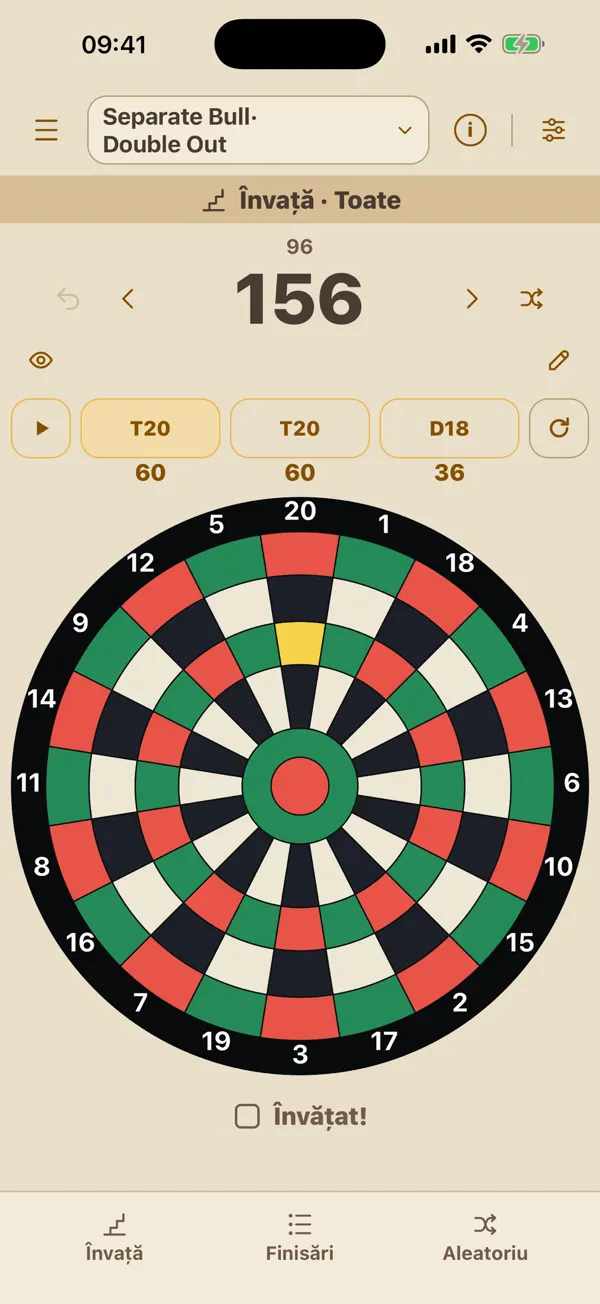 09:41
Separate Bull·
Double Out
Învață · Toate
96
156
T20 T20 D18
60 60 36
20
5 1
12 18
9 4
14 13
11 6
8 10
16 15
7 2
19 17
3
Învățat!
Învață Finisări Aleatoriu